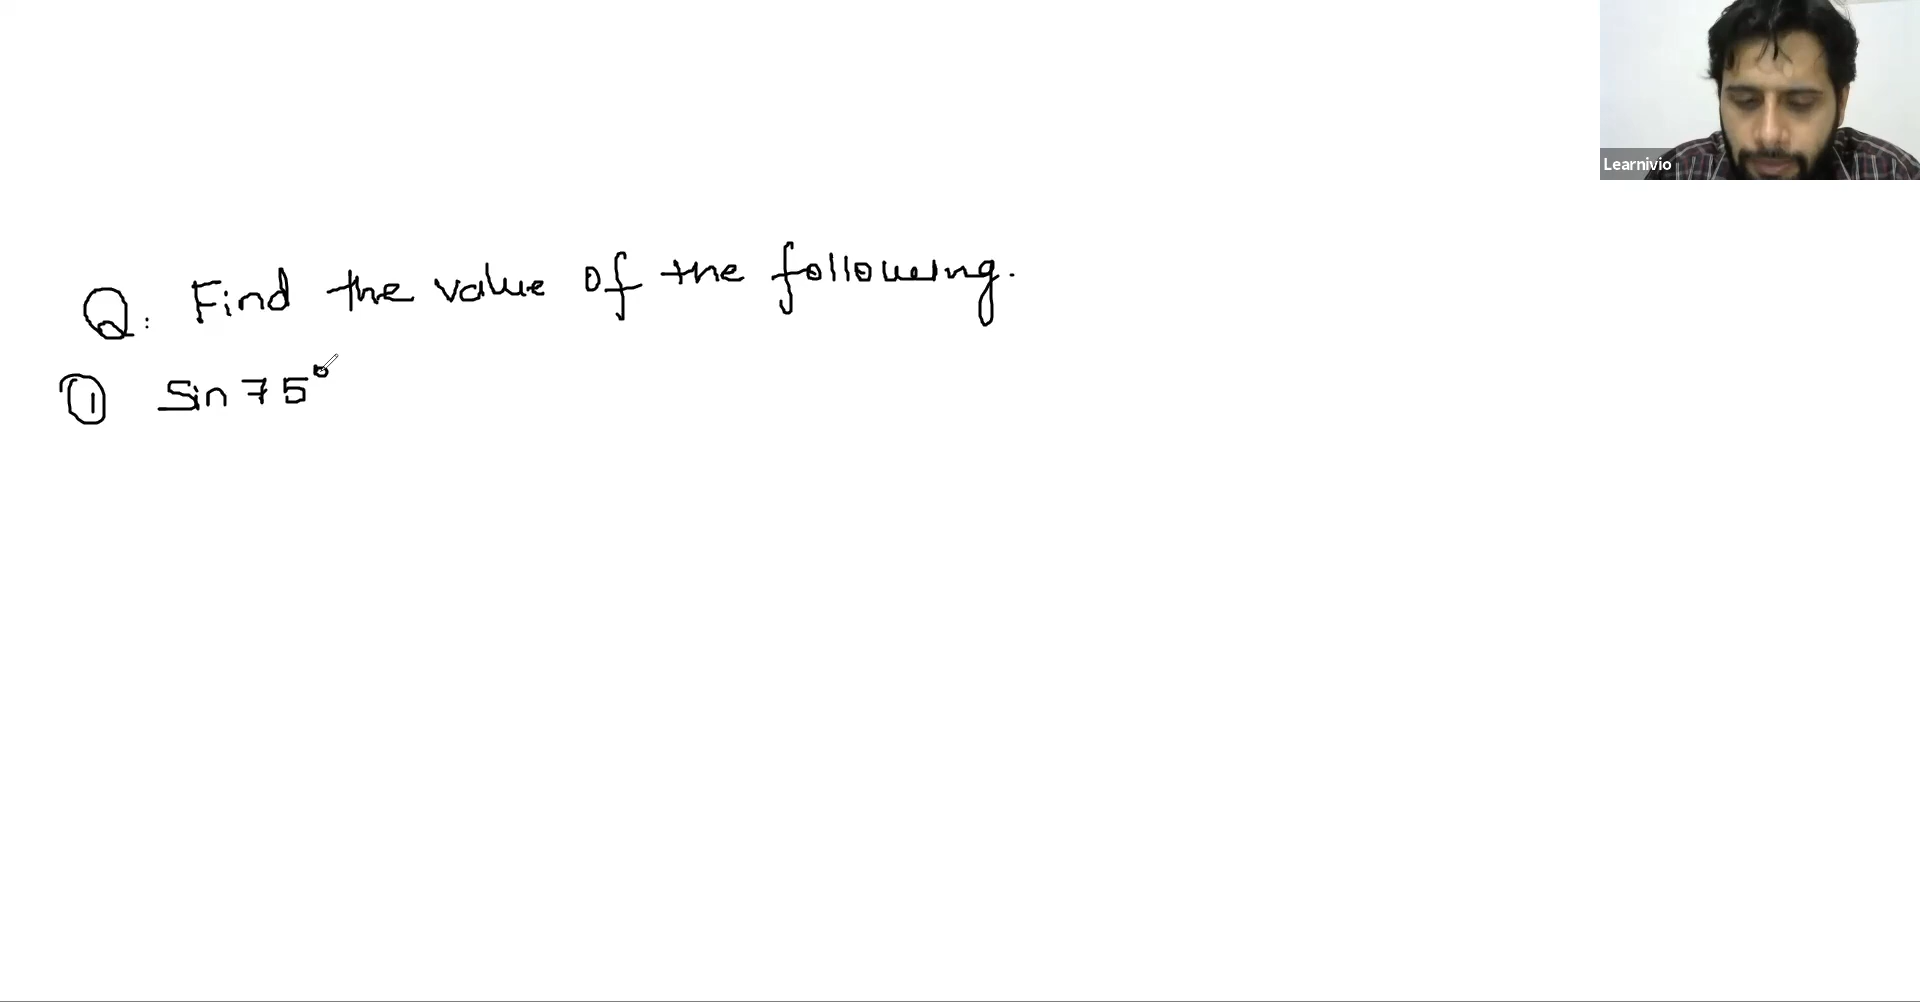 Learnivio
Q. Find the value of the following.
① Sin 75°